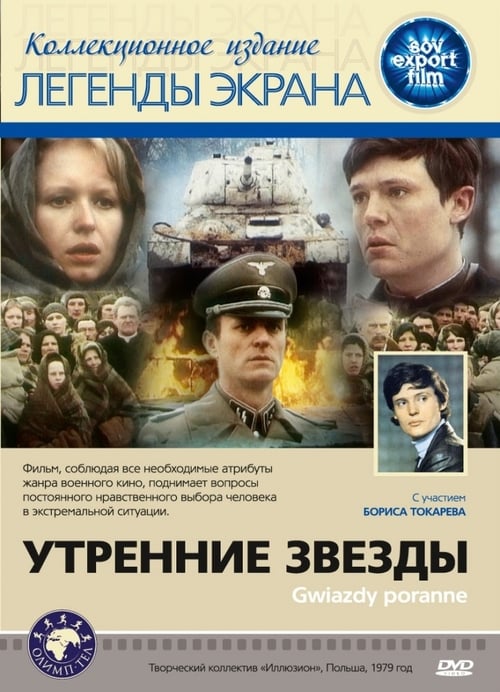 Коллекционное издание
ЛЕГЕНДЫ ЭКРАНА
sov
export
film
Фильм, соблюдая все необходимые атрибуты
жанра военного кино, поднимает вопросы
постоянного нравственного выбора человека
в экстремальной ситуации.
С участием
БОРИСА ТОКАРЕВА
УТРЕННИЕ ЗВЕЗДЫ
Gwiazdy poranne
ОЛИМП-ТЕЛ
Творческий коллектив «Иллюзион», Польша, 1979 год
DVD
VIDEO